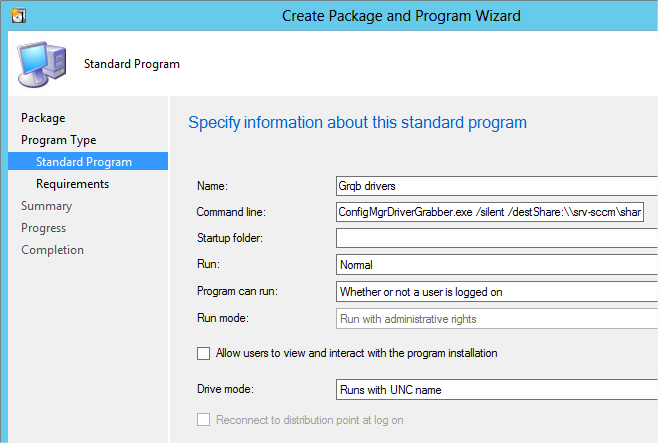 Create Package and Program Wizard
Standard Program
Package
Program Type
Standard Program
Requirements
Summary
Progress
Completion
Specify information about this standard program
Name: Grqb drivers
Command line: ConfigMgrDriverGrabber.exe /silent /destShare:\\srv-sccm\shar
Startup folder:
Run: Normal
Program can run: Whether or not a user is logged on
Run mode: Run with administrative rights
Allow users to view and interact with the program installation
Drive mode: Runs with UNC name
Reconnect to distribution point at log on